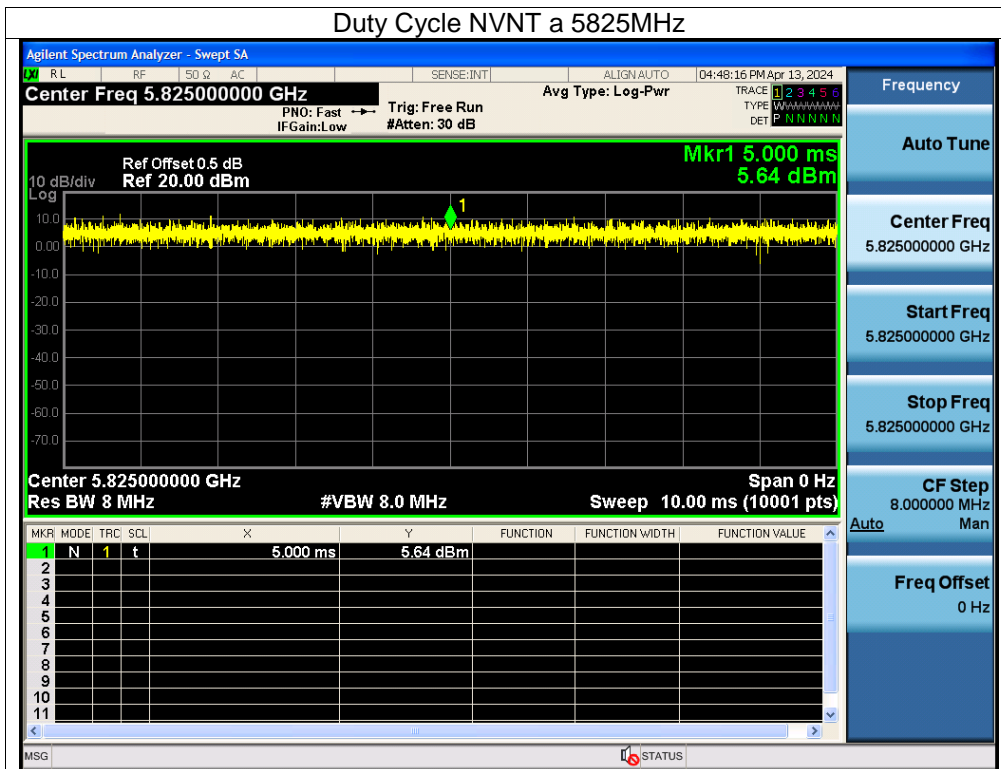 Duty Cycle NVNT a 5825MHz
Agilent Spectrum Analyzer - Swept SA
LXI RL RF 50 Ω AC SENSE:INT ALIGN AUTO 04:48:16 PM Apr 13, 2024
Center Freq 5.825000000 GHz
PNO: Fast
IFGain:Low
Trig: Free Run
#Atten: 30 dB
Avg Type: Log-Pwr
TRACE 1 2 3 4 5 6
TYPE WWWWWW
DET P N N N N N
Frequency
Auto Tune
Center Freq
5.825000000 GHz
Start Freq
5.825000000 GHz
Stop Freq
5.825000000 GHz
CF Step
8.000000 MHz
Auto Man
Freq Offset
0 Hz
Mkr1 5.000 ms
5.64 dBm
Ref Offset 0.5 dB
10 dB/div Ref 20.00 dBm
Log
1
10.0
0.00
-10.0
-20.0
-30.0
-40.0
-50.0
-60.0
-70.0
Center 5.825000000 GHz Span 0 Hz
Res BW 8 MHz #VBW 8.0 MHz Sweep 10.00 ms (10001 pts)
MKR MODE TRC SCL X Y FUNCTION FUNCTION WIDTH FUNCTION VALUE
1 N 1 t 5.000 ms 5.64 dBm
2
3
4
5
6
7
8
9
10
11
MSG STATUS